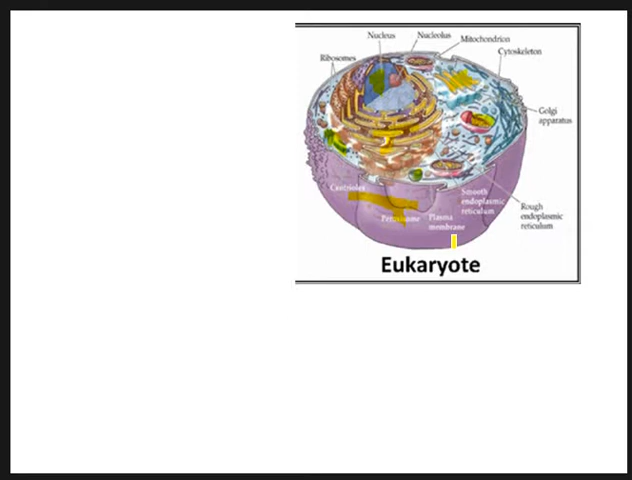 Nucleus
Nucleolus
Mitochondrion
Ribosomes
Cytoskeleton
Golgi
apparatus
Centrioles
Peroxisome
Plasma
membrane
Smooth
endoplasmic
reticulum
Rough
endoplasmic
reticulum
Eukaryote